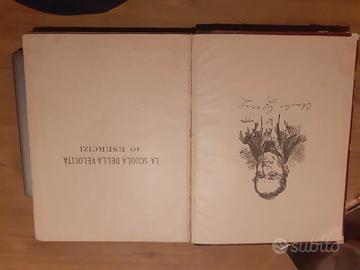 LA SCUOLA DELLA VELOCITÀ
40 ESERCIZI
subito